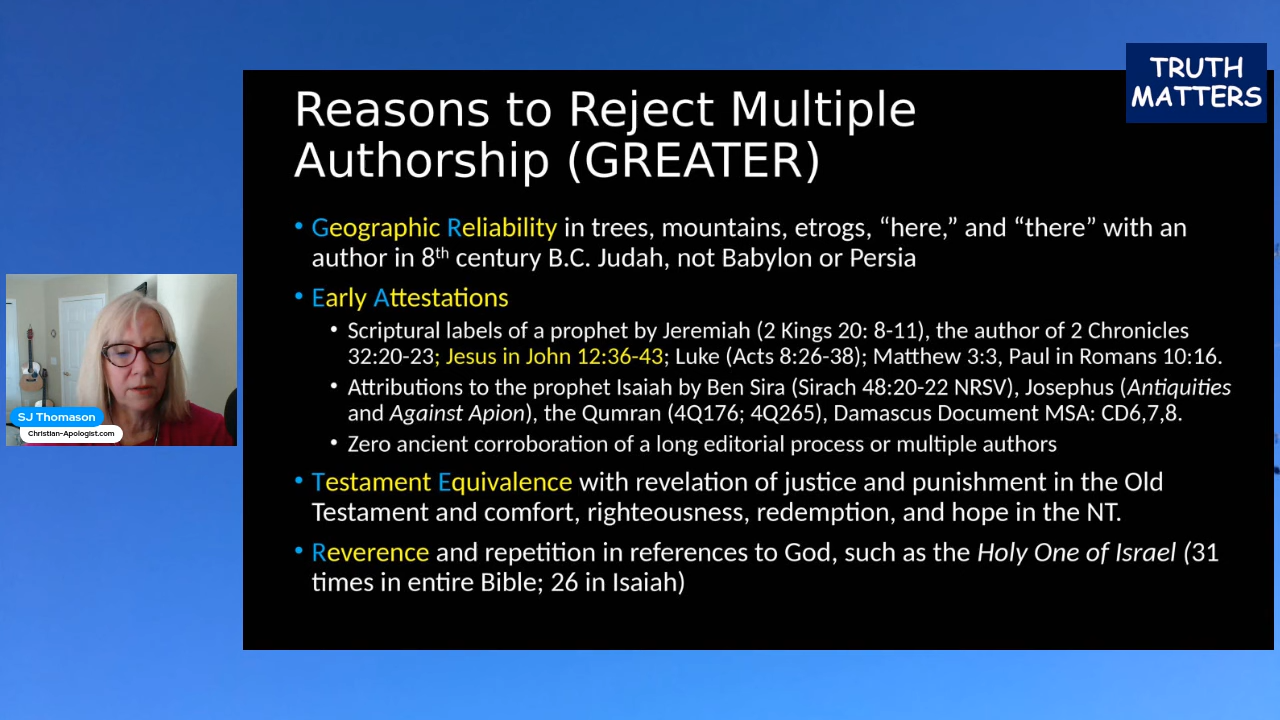 TRUTH
MATTERS
Reasons to Reject Multiple
Authorship (GREATER)
• Geographic Reliability in trees, mountains, etrogs, “here,” and “there” with an
author in 8th century B.C. Judah, not Babylon or Persia
• Early Attestations
• Scriptural labels of a prophet by Jeremiah (2 Kings 20: 8-11), the author of 2 Chronicles
32:20-23; Jesus in John 12:36-43; Luke (Acts 8:26-38); Matthew 3:3, Paul in Romans 10:16.
• Attributions to the prophet Isaiah by Ben Sira (Sirach 48:20-22 NRSV), Josephus (Antiquities
and Against Apion), the Qumran (4Q176: 4Q265), Damascus Document MSA: CD6,7,8.
• Zero ancient corroboration of a long editorial process or multiple authors
• Testament Equivalence with revelation of justice and punishment in the Old
Testament and comfort, righteousness, redemption, and hope in the NT.
• Reverence and repetition in references to God, such as the Holy One of Israel (31
times in entire Bible; 26 in Isaiah)
SJ Thomason
Christian-Apologist.com